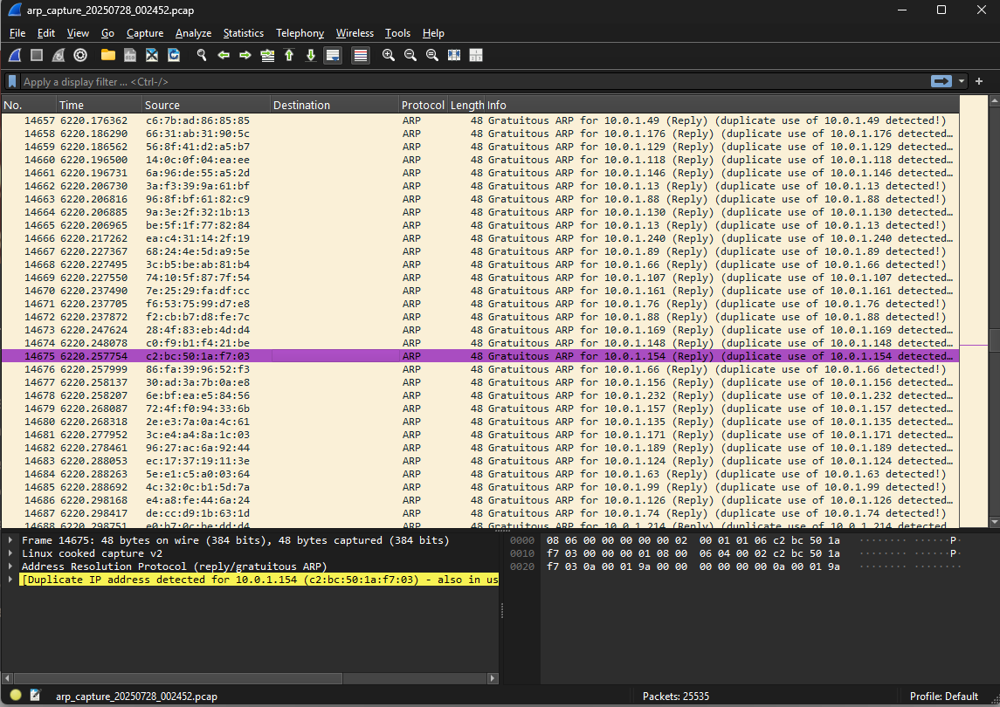 arp_capture_20250728_002452.pcap
File Edit View Go Capture Analyze Statistics Telephony Wireless Tools Help
Apply a display filter ... <Ctrl-/>
No. Time Source Destination Protocol Length Info
14657 6220.176362 c6:7b:ad:86:85:85 ARP 48 Gratuitous ARP for 10.0.1.49 (Reply) (duplicate use of 10.0.1.49 detected!)
14658 6220.186290 66:31:ab:31:90:5c ARP 48 Gratuitous ARP for 10.0.1.176 (Reply) (duplicate use of 10.0.1.176 detected…
14659 6220.186562 56:8f:41:d2:a5:b7 ARP 48 Gratuitous ARP for 10.0.1.129 (Reply) (duplicate use of 10.0.1.129 detected…
14660 6220.196500 14:0c:0f:04:ea:ee ARP 48 Gratuitous ARP for 10.0.1.118 (Reply) (duplicate use of 10.0.1.118 detected…
14661 6220.196731 6a:96:de:55:a5:2d ARP 48 Gratuitous ARP for 10.0.1.146 (Reply) (duplicate use of 10.0.1.146 detected…
14662 6220.206730 3a:f3:39:9a:61:bf ARP 48 Gratuitous ARP for 10.0.1.13 (Reply) (duplicate use of 10.0.1.13 detected!)
14663 6220.206816 96:8f:bf:61:82:c9 ARP 48 Gratuitous ARP for 10.0.1.88 (Reply) (duplicate use of 10.0.1.88 detected!)
14664 6220.206885 9a:3e:2f:32:1b:13 ARP 48 Gratuitous ARP for 10.0.1.130 (Reply) (duplicate use of 10.0.1.130 detected…
14665 6220.206965 be:5f:1f:77:82:84 ARP 48 Gratuitous ARP for 10.0.1.13 (Reply) (duplicate use of 10.0.1.13 detected!)
14666 6220.217262 ea:c4:31:14:2f:19 ARP 48 Gratuitous ARP for 10.0.1.240 (Reply) (duplicate use of 10.0.1.240 detected…
14667 6220.227367 68:24:4e:5d:a9:5e ARP 48 Gratuitous ARP for 10.0.1.89 (Reply) (duplicate use of 10.0.1.89 detected!)
14668 6220.227495 3c:b5:be:ab:81:b4 ARP 48 Gratuitous ARP for 10.0.1.66 (Reply) (duplicate use of 10.0.1.66 detected!)
14669 6220.227550 74:10:5f:87:7f:54 ARP 48 Gratuitous ARP for 10.0.1.107 (Reply) (duplicate use of 10.0.1.107 detected…
14670 6220.237490 7e:25:29:fa:df:cc ARP 48 Gratuitous ARP for 10.0.1.161 (Reply) (duplicate use of 10.0.1.161 detected…
14671 6220.237705 f6:53:75:99:d7:e8 ARP 48 Gratuitous ARP for 10.0.1.76 (Reply) (duplicate use of 10.0.1.76 detected!)
14672 6220.237872 f2:cb:b7:d8:fe:7c ARP 48 Gratuitous ARP for 10.0.1.88 (Reply) (duplicate use of 10.0.1.88 detected!)
14673 6220.247624 28:4f:83:eb:4d:d4 ARP 48 Gratuitous ARP for 10.0.1.169 (Reply) (duplicate use of 10.0.1.169 detected…
14674 6220.248078 c0:f9:b1:f4:21:be ARP 48 Gratuitous ARP for 10.0.1.148 (Reply) (duplicate use of 10.0.1.148 detected…
14675 6220.257754 c2:bc:50:1a:f7:03 ARP 48 Gratuitous ARP for 10.0.1.154 (Reply) (duplicate use of 10.0.1.154 detected…
14676 6220.257999 86:fa:39:96:52:f3 ARP 48 Gratuitous ARP for 10.0.1.66 (Reply) (duplicate use of 10.0.1.66 detected!)
14677 6220.258137 30:ad:3a:7b:0a:e8 ARP 48 Gratuitous ARP for 10.0.1.156 (Reply) (duplicate use of 10.0.1.156 detected…
14678 6220.258207 6e:bf:ea:e5:84:56 ARP 48 Gratuitous ARP for 10.0.1.232 (Reply) (duplicate use of 10.0.1.232 detected…
14679 6220.268087 72:4f:f0:94:33:6b ARP 48 Gratuitous ARP for 10.0.1.157 (Reply) (duplicate use of 10.0.1.157 detected…
14680 6220.268318 2e:e3:7a:0a:4c:61 ARP 48 Gratuitous ARP for 10.0.1.135 (Reply) (duplicate use of 10.0.1.135 detected…
14681 6220.277952 3c:e4:a4:8a:1c:03 ARP 48 Gratuitous ARP for 10.0.1.171 (Reply) (duplicate use of 10.0.1.171 detected…
14682 6220.278461 96:27:ac:6a:92:44 ARP 48 Gratuitous ARP for 10.0.1.189 (Reply) (duplicate use of 10.0.1.189 detected…
14683 6220.288053 ec:17:37:19:11:3e ARP 48 Gratuitous ARP for 10.0.1.124 (Reply) (duplicate use of 10.0.1.124 detected…
14684 6220.288263 5e:e1:c5:a0:03:64 ARP 48 Gratuitous ARP for 10.0.1.63 (Reply) (duplicate use of 10.0.1.63 detected!)
14685 6220.288692 4c:32:0c:b1:5d:7a ARP 48 Gratuitous ARP for 10.0.1.99 (Reply) (duplicate use of 10.0.1.99 detected!)
14686 6220.298168 e4:a8:fe:44:6a:24 ARP 48 Gratuitous ARP for 10.0.1.126 (Reply) (duplicate use of 10.0.1.126 detected…
14687 6220.298417 de:cc:d9:1b:63:1d ARP 48 Gratuitous ARP for 10.0.1.74 (Reply) (duplicate use of 10.0.1.74 detected!)
14688 6220.298751 e0:b7:0c:be:dd:d4 ARP 48 Gratuitous ARP for 10.0.1.214 (Reply) (duplicate use of 10.0.1.214 detected…
Frame 14675: 48 bytes on wire (384 bits), 48 bytes captured (384 bits)
Linux cooked capture v2
Address Resolution Protocol (reply/gratuitous ARP)
[Duplicate IP address detected for 10.0.1.154 (c2:bc:50:1a:f7:03) - also in us
0000 08 06 00 00 00 00 00 02 00 01 01 06 c2 bc 50 1a ········ ······P·
0010 f7 03 00 00 00 01 08 00 06 04 00 02 c2 bc 50 1a ········ ······P·
0020 f7 03 0a 00 01 9a 00 00 00 00 00 00 0a 00 01 9a ········ ········
arp_capture_20250728_002452.pcap
Packets: 25535
Profile: Default